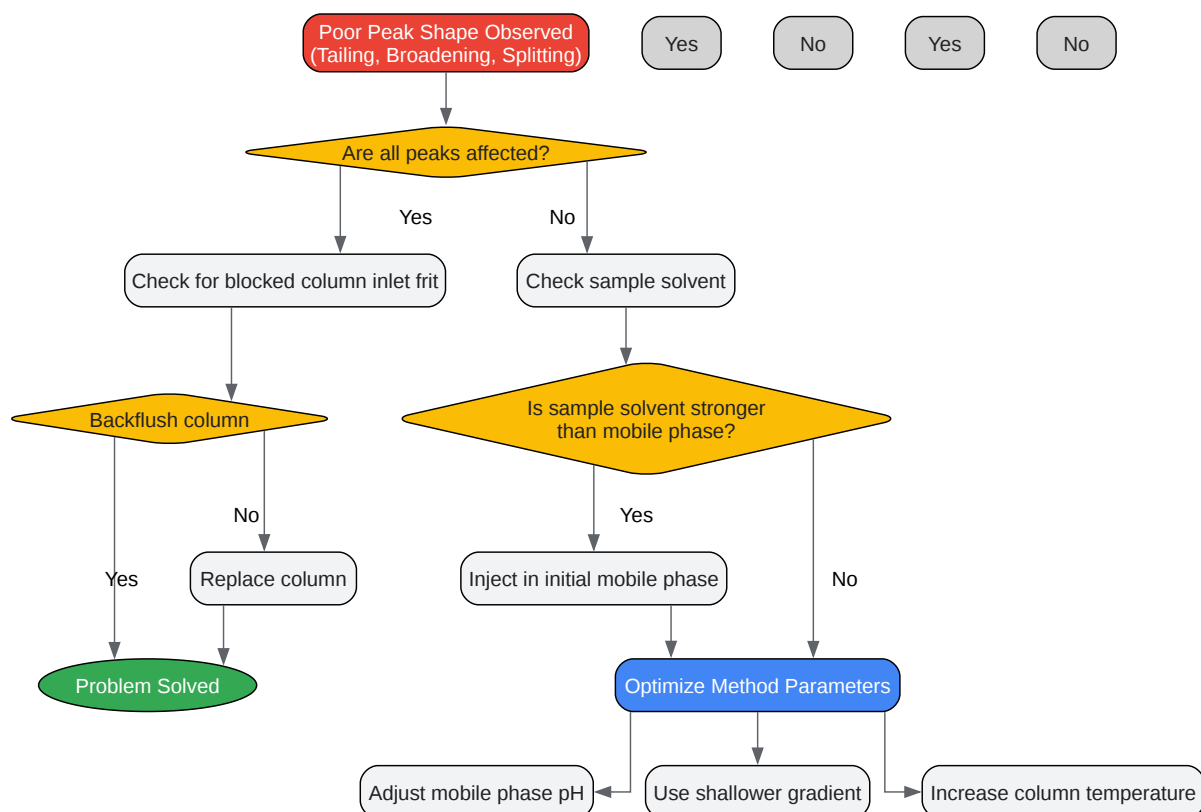 Poor Peak Shape Observed
(Tailing, Broadening, Splitting)
Yes
No
Yes
No
Are all peaks affected?
Yes
No
Check for blocked column inlet frit
Check sample solvent
Backflush column
Is sample solvent stronger
than mobile phase?
No
Yes
Yes
Replace column
Inject in initial mobile phase
No
Problem Solved
Optimize Method Parameters
Adjust mobile phase pH
Use shallower gradient
Increase column temperature